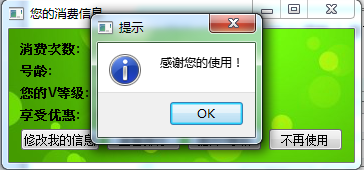 您的消费信息
提示
消费次数：
号龄：
您的V等级：
享受优惠：
感谢您的使用！
OK
修改我的信息
不再使用